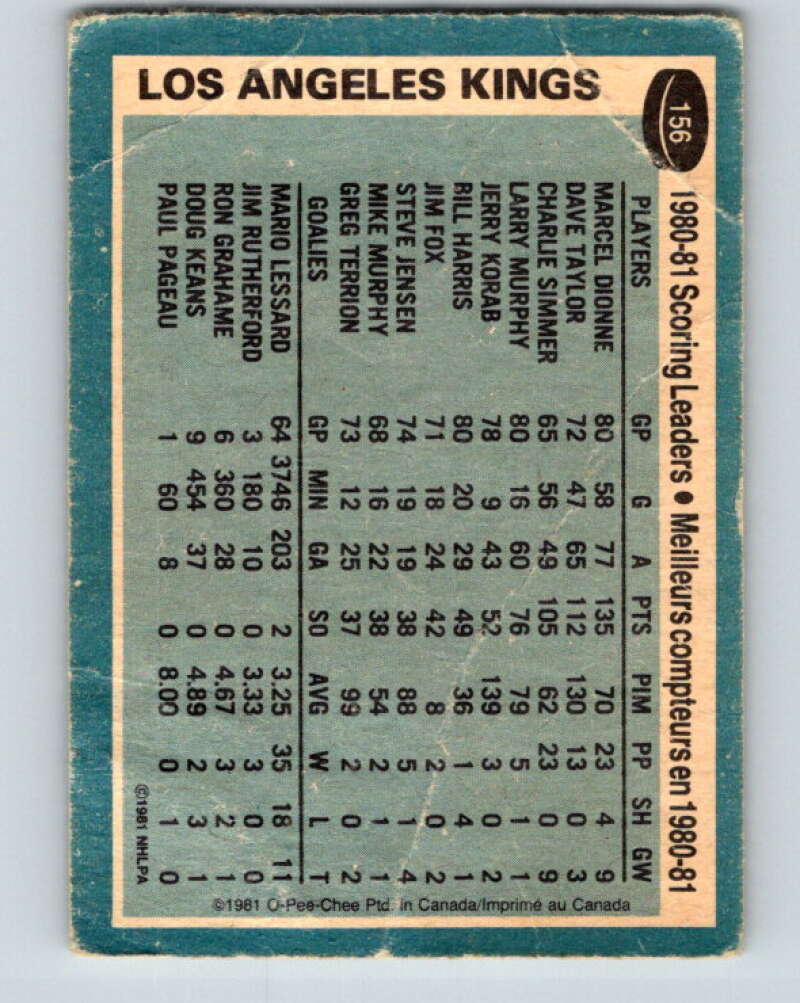 LOS ANGELES KINGS
156
1980-81 Scoring Leaders • Meilleurs compteurs en 1980-81
PLAYERS GP G A PTS PIM PP SH GW
MARCEL DIONNE 80 58 77 135 70 23 4 9
DAVE TAYLOR 72 47 65 112 130 13 0 3
CHARLIE SIMMER 65 56 49 105 62 23 0 9
LARRY MURPHY 80 16 60 76 79 5 1 1
JERRY KORAB 78 9 43 52 139 3 0 2
BILL HARRIS 80 20 29 49 36 1 4 1
JIM FOX 71 18 24 42 8 2 0 2
STEVE JENSEN 74 19 19 38 88 5 1 4
MIKE MURPHY 68 16 22 38 54 2 1 1
GREG TERRION 73 12 25 37 99 2 0 2
GOALIES GP MIN GA SO AVG W L T
MARIO LESSARD 64 3746 203 2 3.25 35 18 11
JIM RUTHERFORD 3 180 10 0 3.33 3 0 0
RON GRAHAME 6 360 28 0 4.67 3 2 1
DOUG KEANS 9 454 37 0 4.89 2 3 1
PAUL PAGEAU 1 60 8 0 8.00 0 1 0
©1981 NHLPA
©1981 O-Pee-Chee Ptd. in Canada/Imprimé au Canada